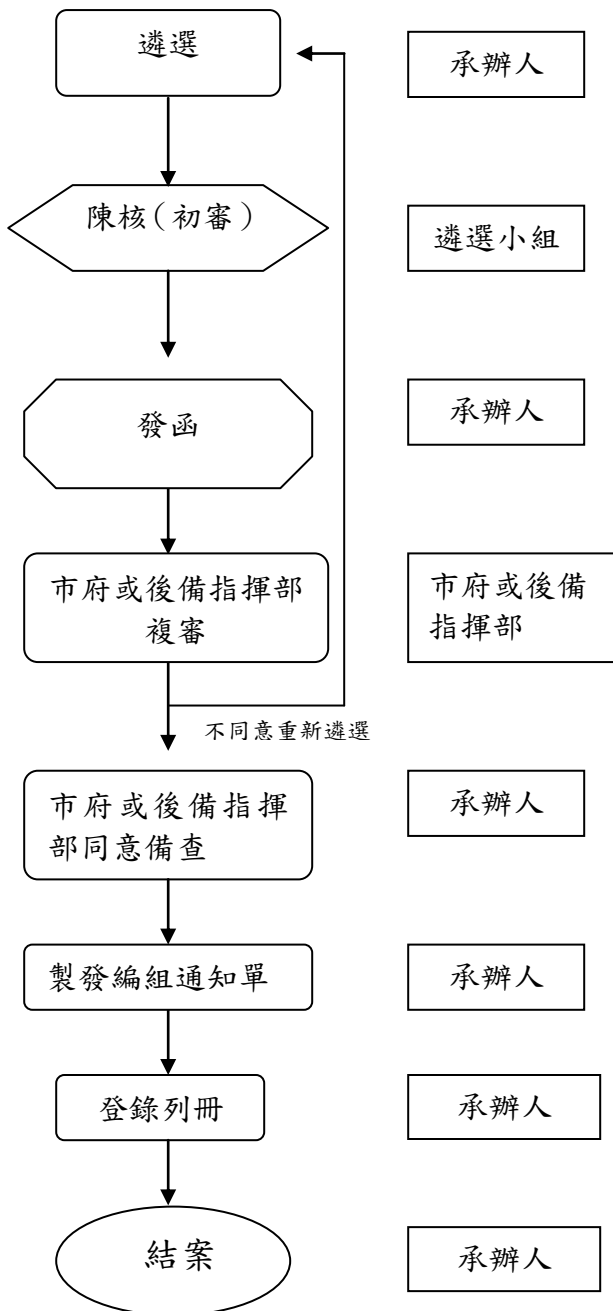 遴選
承辦人
陳核（初審）
遴選小組
發函
承辦人
市府或後備指揮部
複審
市府或後備
指揮部
不同意重新遴選
市府或後備指揮
部同意備查
承辦人
製發編組通知單
承辦人
登錄列冊
承辦人
結案
承辦人